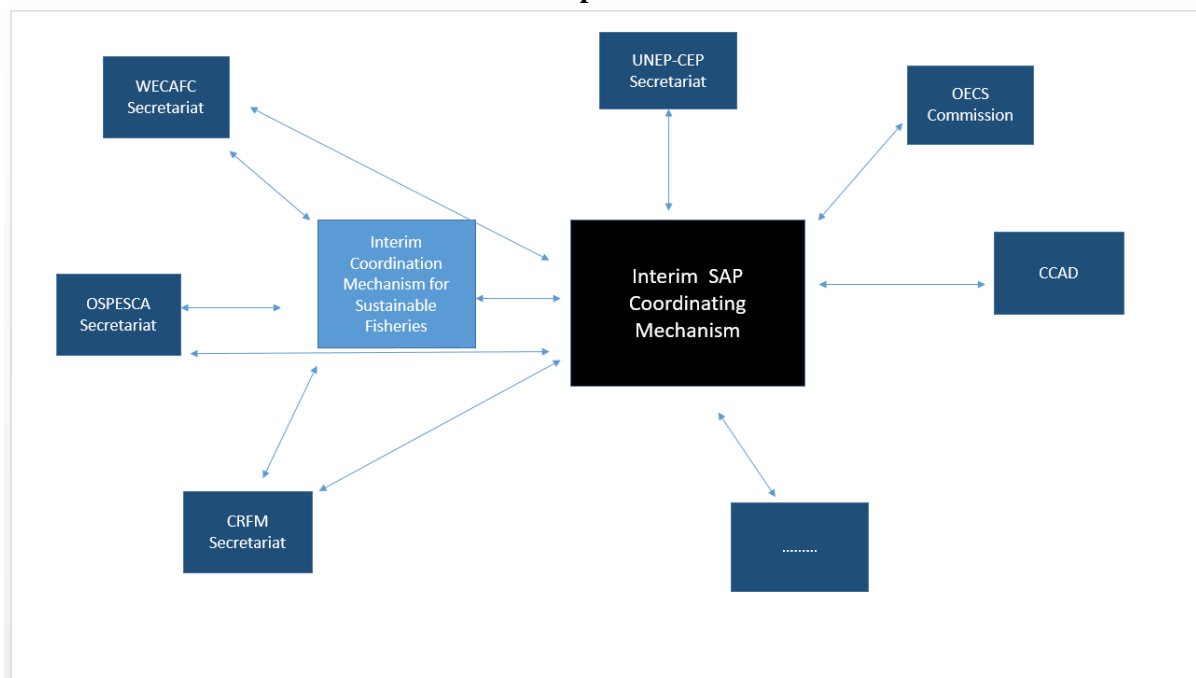 UNEP-CEP
Secretariat
WECAFC
Secretariat
OECS
Commission
Interim
Coordination
Mechanism for
Sustainable
Fisheries
Interim SAP
Coordinating
Mechanism
CCAD
OSPESCA
Secretariat
CRFM
Secretariat
.........